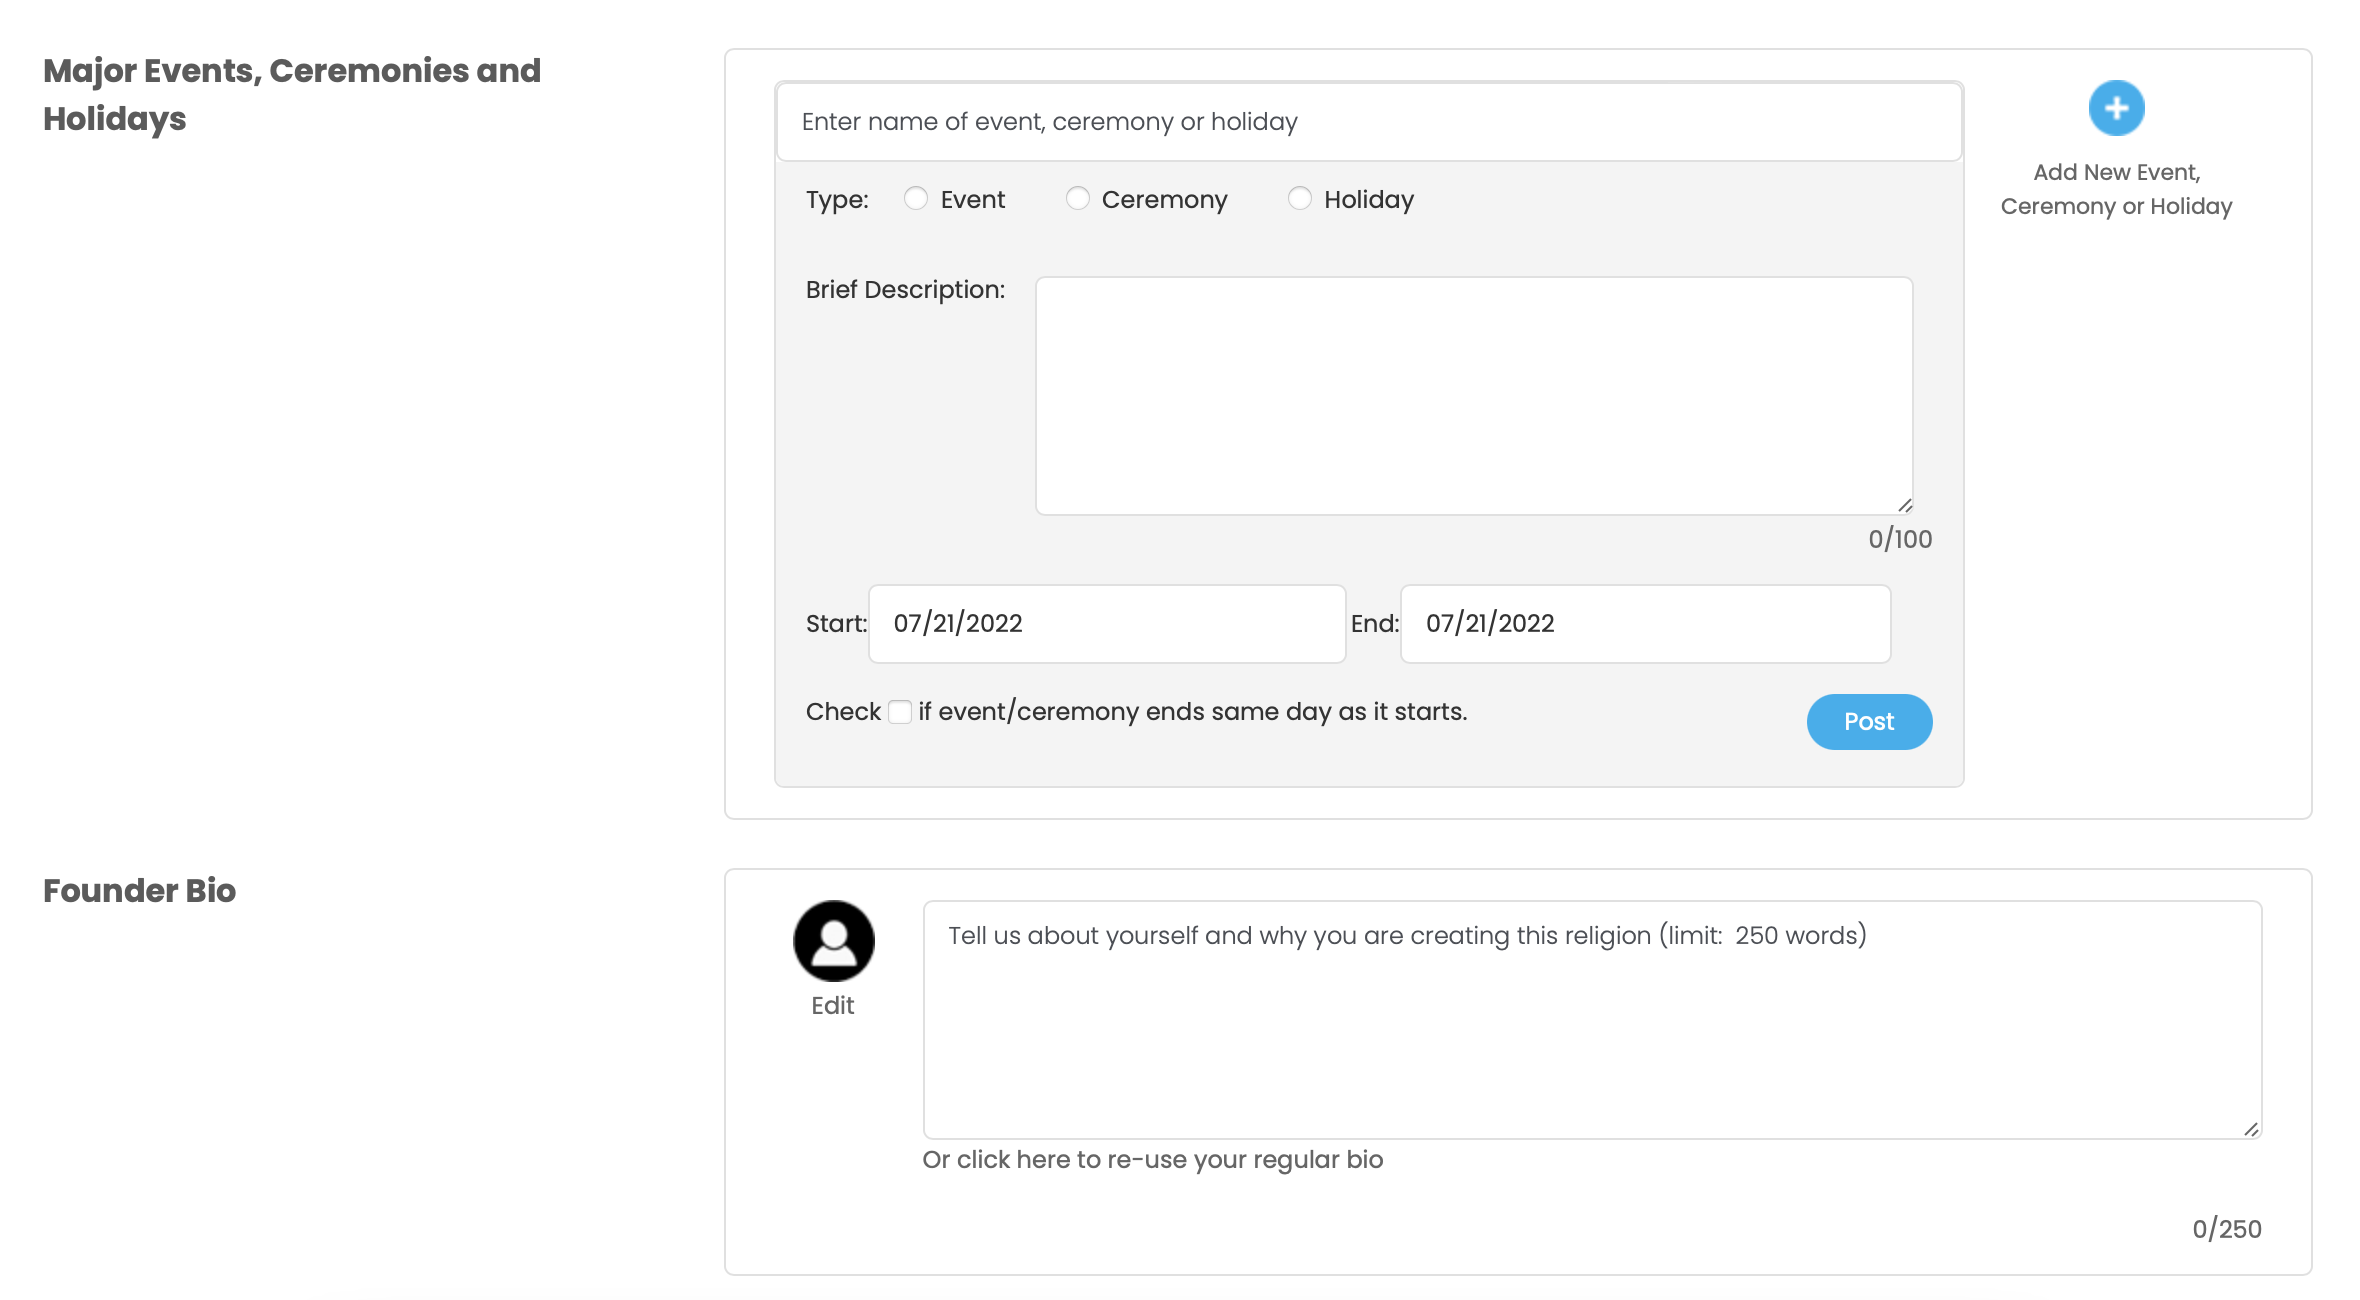 Major Events, Ceremonies and
Holidays
Enter name of event, ceremony or holiday
Add New Event,
Ceremony or Holiday
Type: Event Ceremony Holiday
Brief Description:
0/100
Start: 07/21/2022 End: 07/21/2022
Check if event/ceremony ends same day as it starts.
Post
Founder Bio
Tell us about yourself and why you are creating this religion (limit: 250 words)
Edit
Or click here to re-use your regular bio
0/250